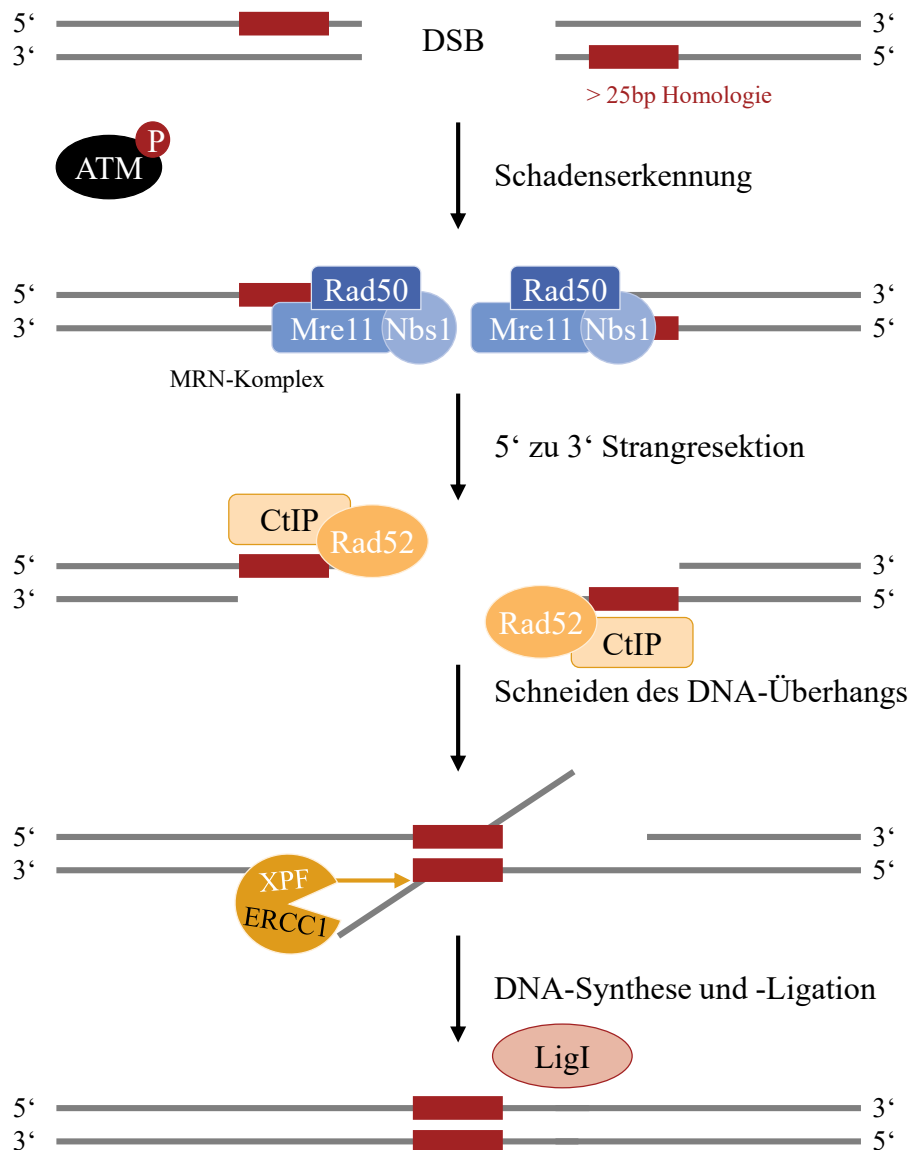 5‘ 3‘
DSB
3‘ 5‘
> 25bp Homologie
P
ATM
Schadenserkennung
Rad50 Rad50
5‘ 3‘
Mre11 Nbs1 Mre11 Nbs1
3‘ 5‘
MRN-Komplex
5‘ zu 3‘ Strangresektion
CtIP
Rad52
5‘ 3‘
3‘ 5‘
Rad52
CtIP
Schneiden des DNA-Überhangs
5‘ 3‘
3‘ 5‘
XPF
ERCC1
DNA-Synthese und -Ligation
LigI
5‘ 3‘
3‘ 5‘